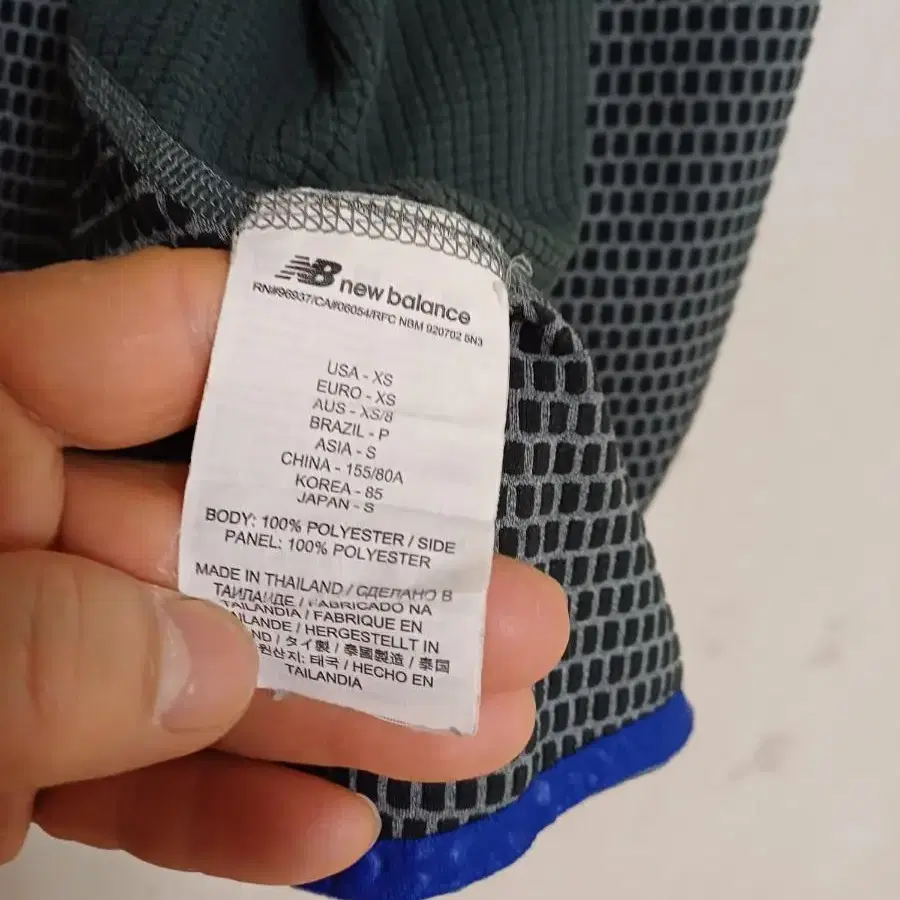 NB new balance
RN#96937/CA#06054/RFC NBM 920702 5N3
USA - XS
EURO - XS
AUS - XS/8
BRAZIL - P
ASIA - S
CHINA - 155/80A
KOREA - 85
JAPAN - S
BODY: 100% POLYESTER / SIDE
PANEL: 100% POLYESTER
MADE IN THAILAND / СДЕЛАНО В
ТАИЛАНДЕ / FABRICADO NA
TAILANDIA / FABRIQUE EN
/ HERGESTELLT IN
/ タイ製 / 泰國製造 / 泰国
원산지: 태국 / HECHO EN
TAILANDIA